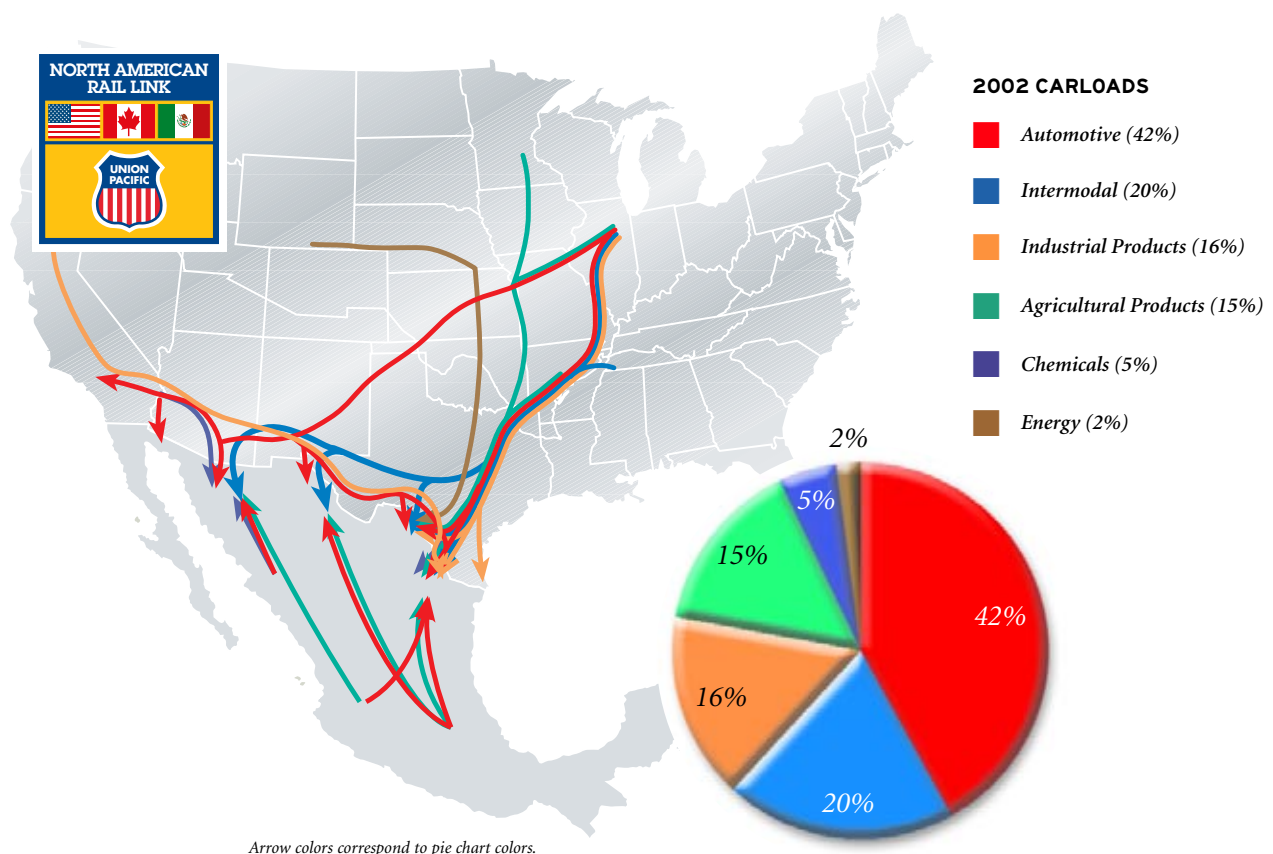 NORTH AMERICAN
RAIL LINK
UNION
PACIFIC
2002 CARLOADS
Automotive (42%)
Intermodal (20%)
Industrial Products (16%)
Agricultural Products (15%)
Chemicals (5%)
Energy (2%)
2%
5%
15%
42%
16%
20%
Arrow colors correspond to pie chart colors.